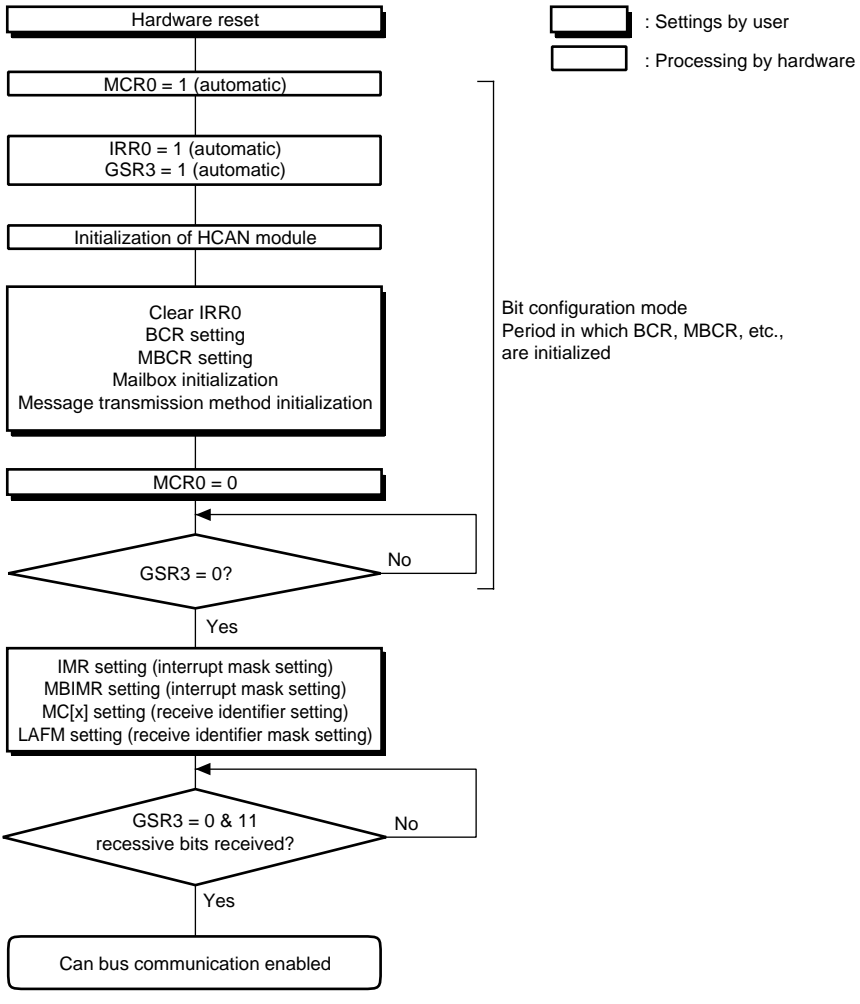 Hardware reset
: Settings by user
: Processing by hardware
MCR0 = 1 (automatic)
IRR0 = 1 (automatic)
GSR3 = 1 (automatic)
Initialization of HCAN module
Clear IRR0
BCR setting
MBCR setting
Mailbox initialization
Message transmission method initialization
Bit configuration mode
Period in which BCR, MBCR, etc.,
are initialized
MCR0 = 0
GSR3 = 0?
No
Yes
IMR setting (interrupt mask setting)
MBIMR setting (interrupt mask setting)
MC[x] setting (receive identifier setting)
LAFM setting (receive identifier mask setting)
GSR3 = 0 & 11
recessive bits received?
No
Yes
Can bus communication enabled